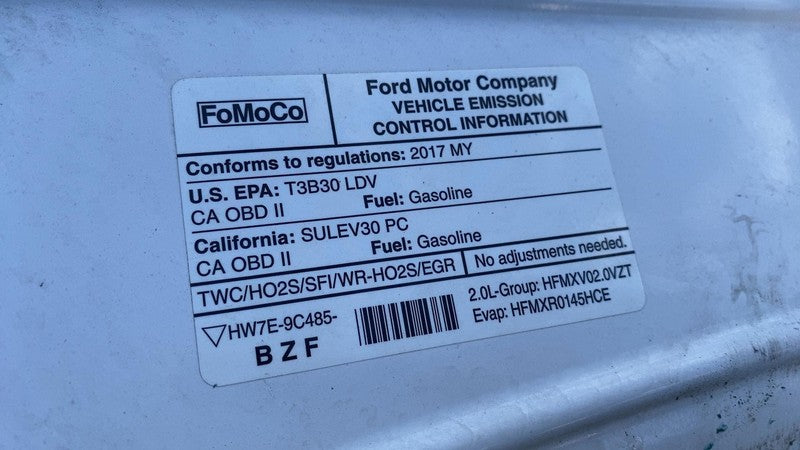 FoMoCo
Ford Motor Company
VEHICLE EMISSION
CONTROL INFORMATION
Conforms to regulations: 2017 MY
U.S. EPA: T3B30 LDV
CA OBD II Fuel: Gasoline
California: SULEV30 PC
CA OBD II Fuel: Gasoline
TWC/HO2S/SFI/WR-HO2S/EGR No adjustments needed.
HW7E-9C485-
BZF
2.0L-Group: HFMXV02.0VZT
Evap: HFMXR0145HCE